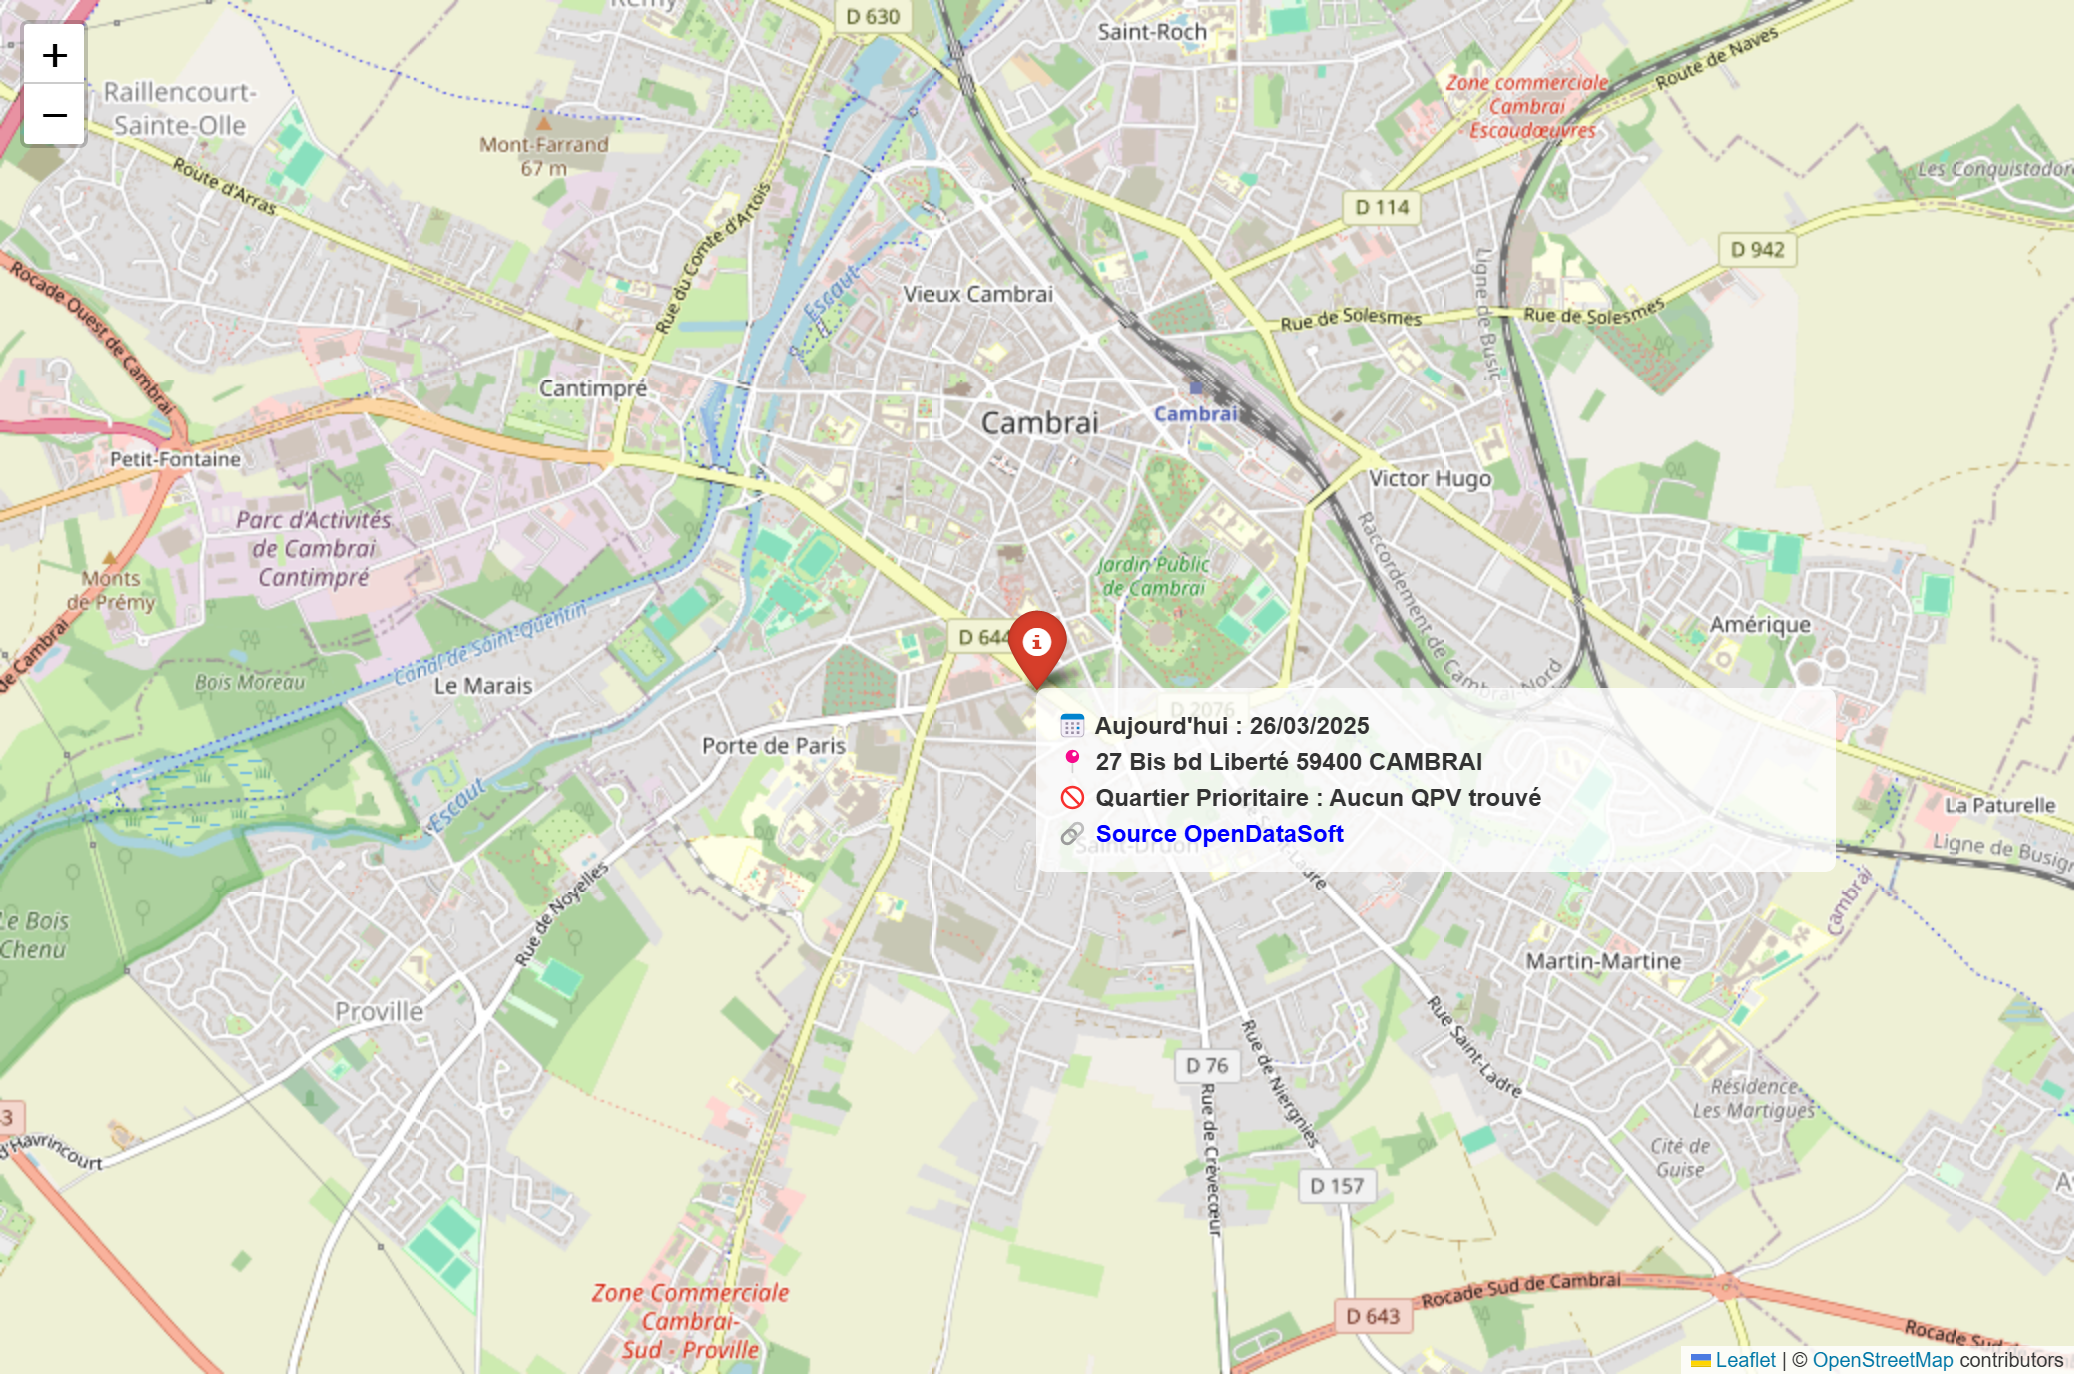 +
−
Rémy
D 630
Saint-Roch
Route de Naves
Zone commerciale
Cambrai
- Escaudœuvres
Raillencourt-
Sainte-Olle
Mont-Farrand
67 m
Route d'Arras
Rue du Comte d'Artois
Les Conquistador
D 114
D 942
Ligne de Busig
Rocade Ouest de Cambrai
Escaut
Vieux Cambrai
Rue de Solesmes
Rue de Solesmes
Cantimpré
Cambrai
Cambrai
Petit-Fontaine
Victor Hugo
Parc d'Activités
de Cambrai
Cantimpré
Jardin Public
de Cambrai
Raccordement de Cambrai-Nord
Monts
de Prémy
de Cambrai
Canal de Saint-Quentin
Bois Moreau
Le Marais
D 644
Amérique
D 2076
Porte de Paris
Aujourd'hui : 26/03/2025
27 Bis bd Liberté 59400 CAMBRAI
Quartier Prioritaire : Aucun QPV trouvé
Source OpenDataSoft
Saint-Druon
La Paturelle
Ligne de Busign
Escaut
Rue de Noyelles
Cambrai
Le Bois
Chenu
Martin-Martine
Proville
Rue Saint-Ladre
D 76
Rue de Niergnies
Rue de Crèvecœur
Résidence
Les Martigues
Cité de
Guise
3
d'Havrincourt
D 157
A
Zone Commerciale
Cambrai-
Sud - Proville
D 643
Rocade Sud de Cambrai
Rocade Sud
Leaflet | © OpenStreetMap contributors